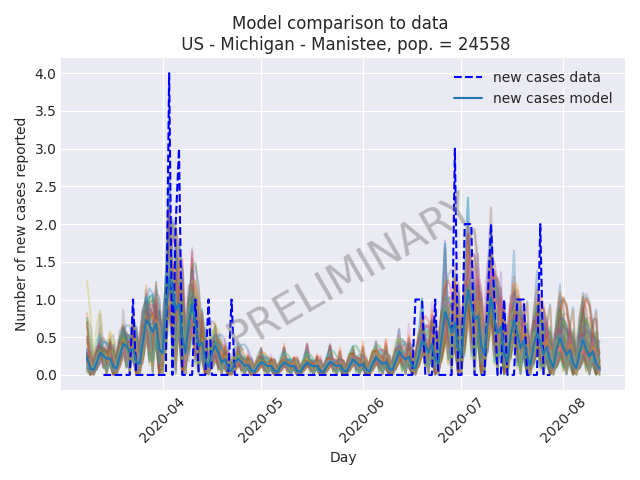 Model comparison to data
US - Michigan - Manistee, pop. = 24558
new cases data
new cases model
PRELIMINARY
Number of new cases reported
4.0
3.5
3.0
2.5
2.0
1.5
1.0
0.5
0.0
2020-04
2020-05
2020-06
2020-07
2020-08
Day